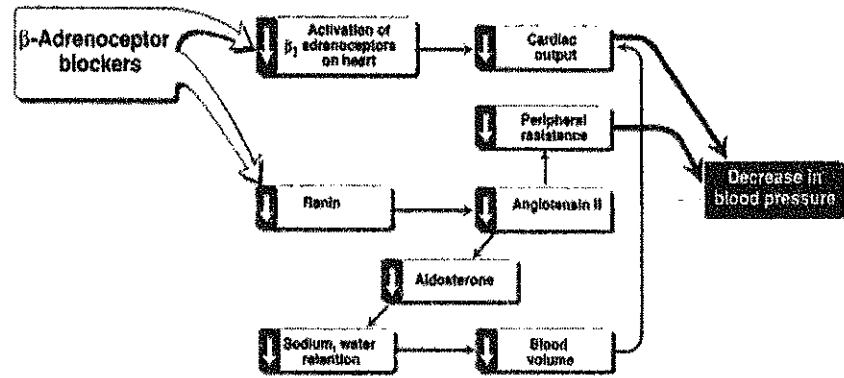 β-Adrenoceptor
blockers
Activation of
β₁ adrenoceptors
on heart
Cardiac
output
Peripheral
resistance
Decrease in
blood pressure
Renin
Angiotensin II
Aldosterone
Sodium, water
retention
Blood
volume